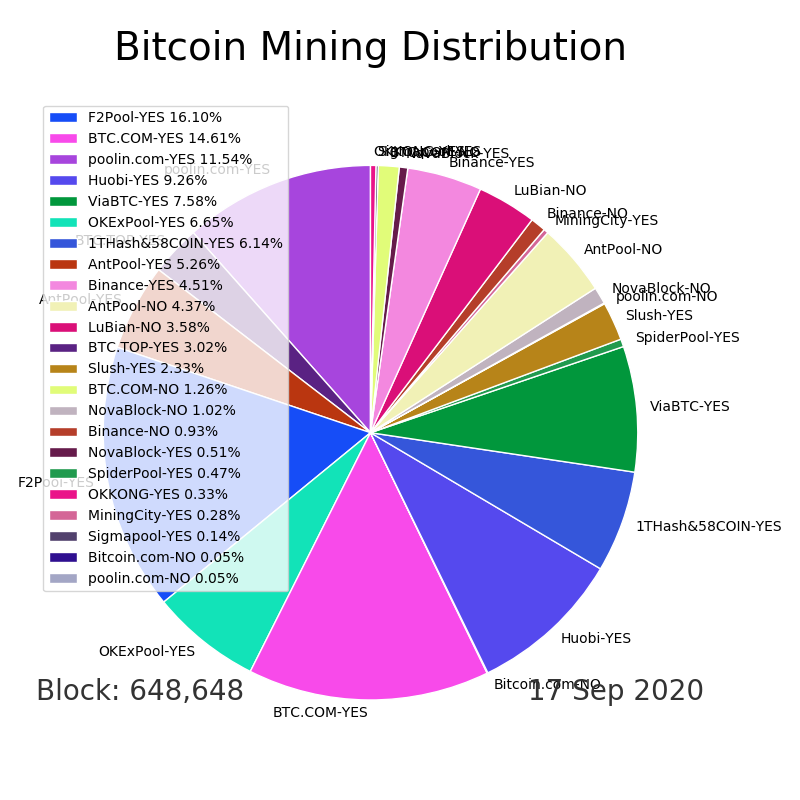 Bitcoin Mining Distribution
F2Pool-YES 16.10%
BTC.COM-YES 14.61%
poolin.com-YES 11.54%
Huobi-YES 9.26%
ViaBTC-YES 7.58%
OKExPool-YES 6.65%
1THash&58COIN-YES 6.14%
AntPool-YES 5.26%
Binance-YES 4.51%
AntPool-NO 4.37%
LuBian-NO 3.58%
BTC.TOP-YES 3.02%
Slush-YES 2.33%
BTC.COM-NO 1.26%
NovaBlock-NO 1.02%
Binance-NO 0.93%
NovaBlock-YES 0.51%
SpiderPool-YES 0.47%
OKKONG-YES 0.33%
MiningCity-YES 0.28%
Sigmapool-YES 0.14%
Bitcoin.com-NO 0.05%
poolin.com-NO 0.05%
poolin.com-YES
BTC.TOP-YES
AntPool-YES
F2Pool-YES
OKExPool-YES
BTC.COM-YES
Bitcoin.com-NO
Huobi-YES
1THash&58COIN-YES
ViaBTC-YES
SpiderPool-YES
Slush-YES
poolin.com-NO
NovaBlock-NO
AntPool-NO
MiningCity-YES
Binance-NO
LuBian-NO
Binance-YES
Block: 648,648
17 Sep 2020